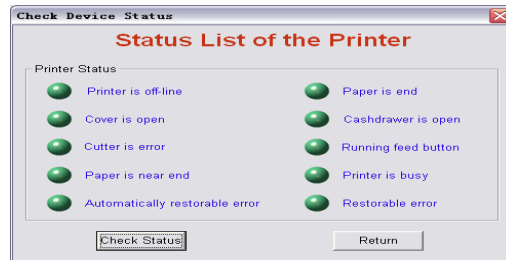 Check Device Status
Status List of the Printer
Printer Status
Printer is off-line
Paper is end
Cover is open
Cashdrawer is open
Cutter is error
Running feed button
Paper is near end
Printer is busy
Automatically restorable error
Restorable error
Check Status
Return